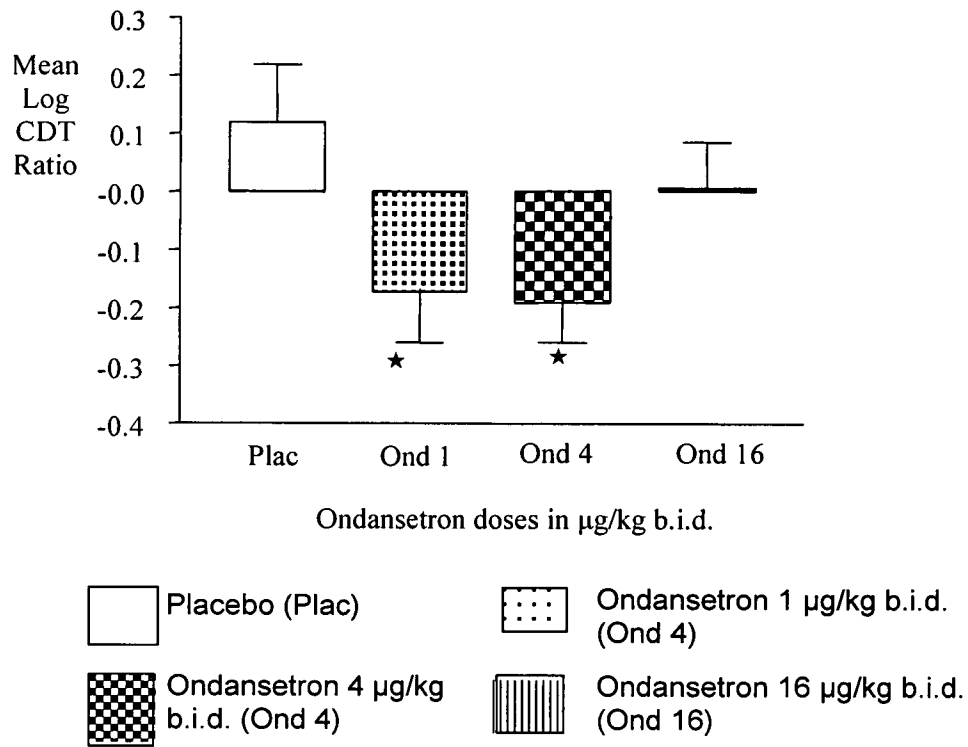 0.3
Mean
Log
CDT
Ratio
0.2
0.1
-0.0
-0.1
-0.2
-0.3
-0.4
Plac Ond 1 Ond 4 Ond 16
Ondansetron doses in µg/kg b.i.d.
Placebo (Plac)
Ondansetron 1 µg/kg b.i.d.
(Ond 4)
Ondansetron 4 µg/kg
b.i.d. (Ond 4)
Ondansetron 16 µg/kg b.i.d.
(Ond 16)